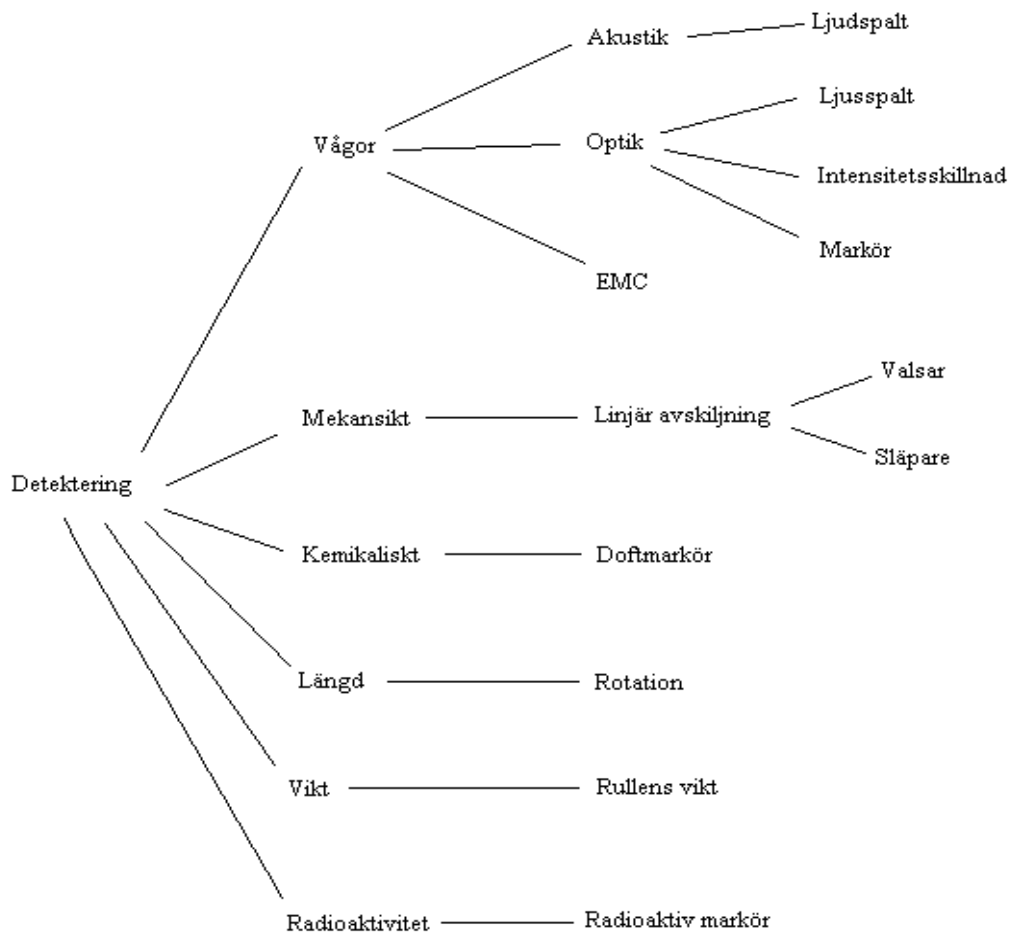 Akustik
Ljudspalt
Ljusspalt
Vågor
Optik
Intensitetsskillnad
Markör
EMC
Valsar
Mekansikt
Linjär avskiljning
Släpare
Detektering
Kemikaliskt
Doftmarkör
Längd
Rotation
Vikt
Rullens vikt
Radioaktivitet
Radioaktiv markör